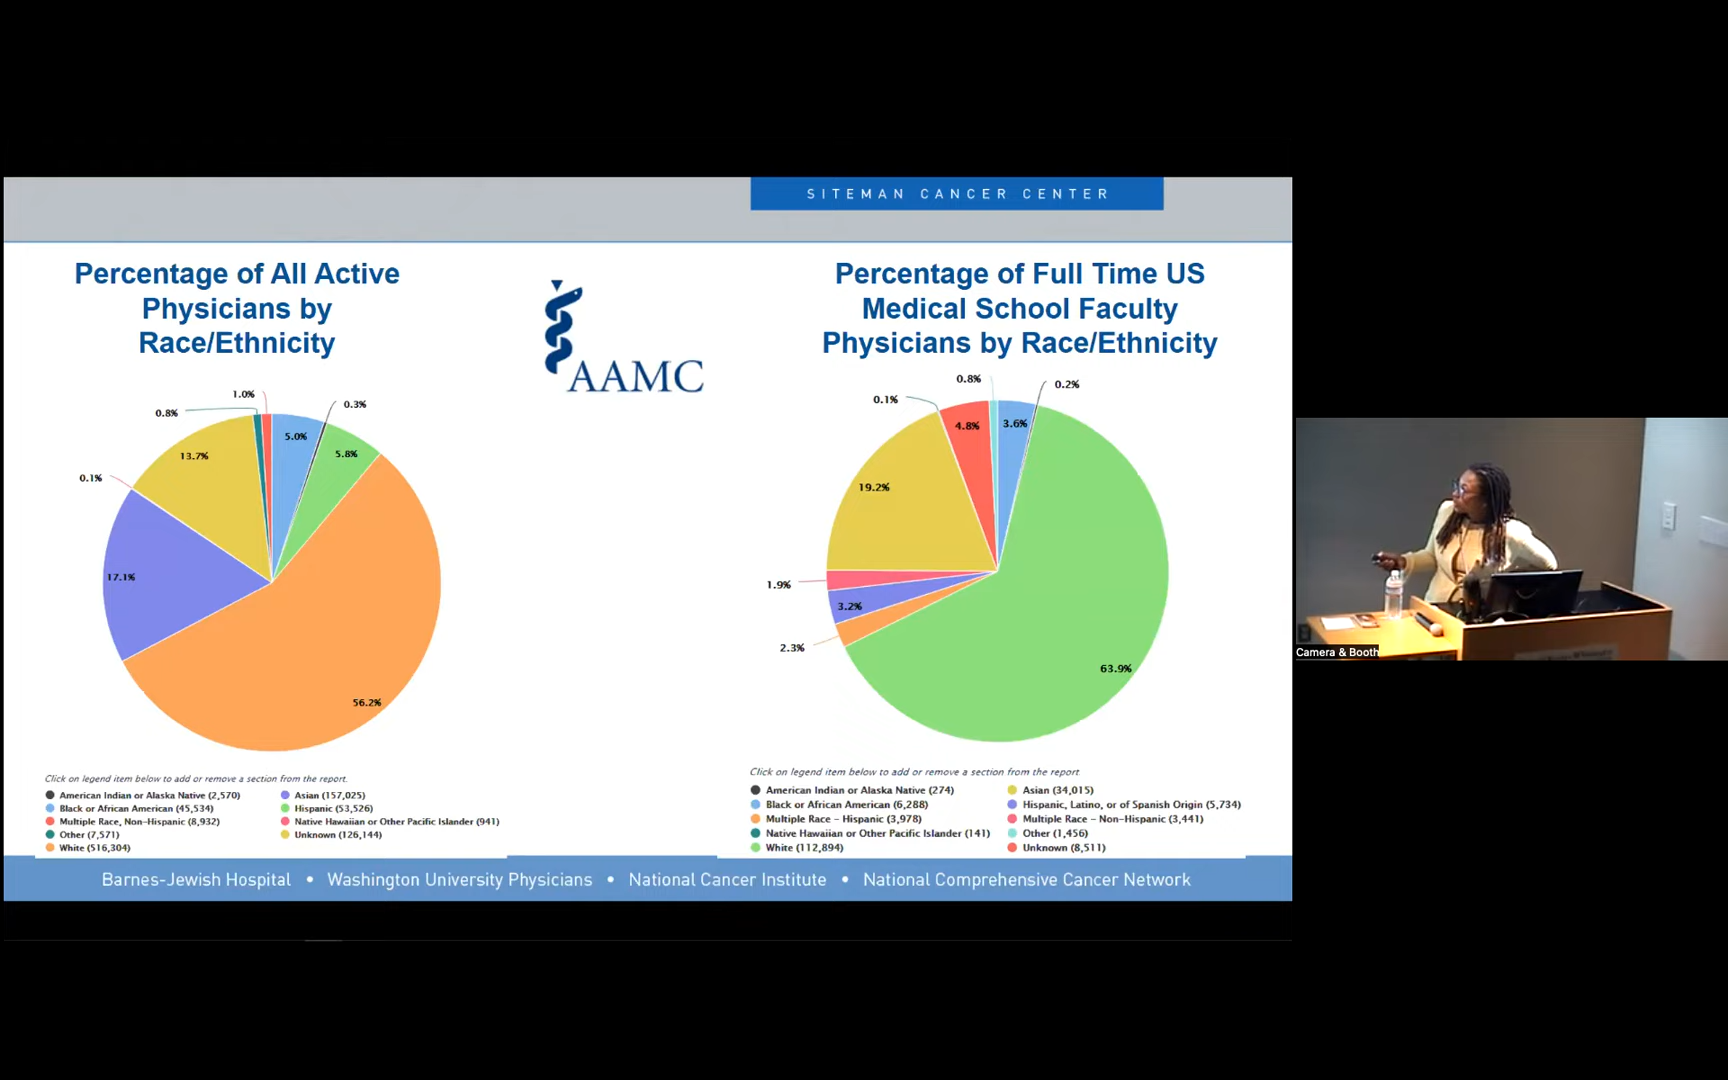 SITEMAN CANCER CENTER
Percentage of All Active
Physicians by
Race/Ethnicity
AAMC
Percentage of Full Time US
Medical School Faculty
Physicians by Race/Ethnicity
1.0%
0.8%
0.3%
5.0%
5.8%
13.7%
0.1%
17.1%
56.2%
0.8%
0.2%
0.1%
4.8%
3.6%
19.2%
1.9%
3.2%
2.3%
63.9%
Click on legend item below to add or remove a section from the report.
American Indian or Alaska Native (2,570)
Black or African American (45,534)
Multiple Race, Non-Hispanic (8,932)
Other (7,571)
White (516,304)
Asian (157,025)
Hispanic (53,526)
Native Hawaiian or Other Pacific Islander (941)
Unknown (126,144)
Click on legend item below to add or remove a section from the report
American Indian or Alaska Native (274)
Black or African American (6,288)
Multiple Race - Hispanic (3,978)
Native Hawaiian or Other Pacific Islander (141)
White (112,894)
Asian (34,015)
Hispanic, Latino, or of Spanish Origin (5,734)
Multiple Race - Non-Hispanic (3,441)
Other (1,456)
Unknown (8,511)
Camera & Booth
Barnes-Jewish Hospital • Washington University Physicians • National Cancer Institute • National Comprehensive Cancer Network